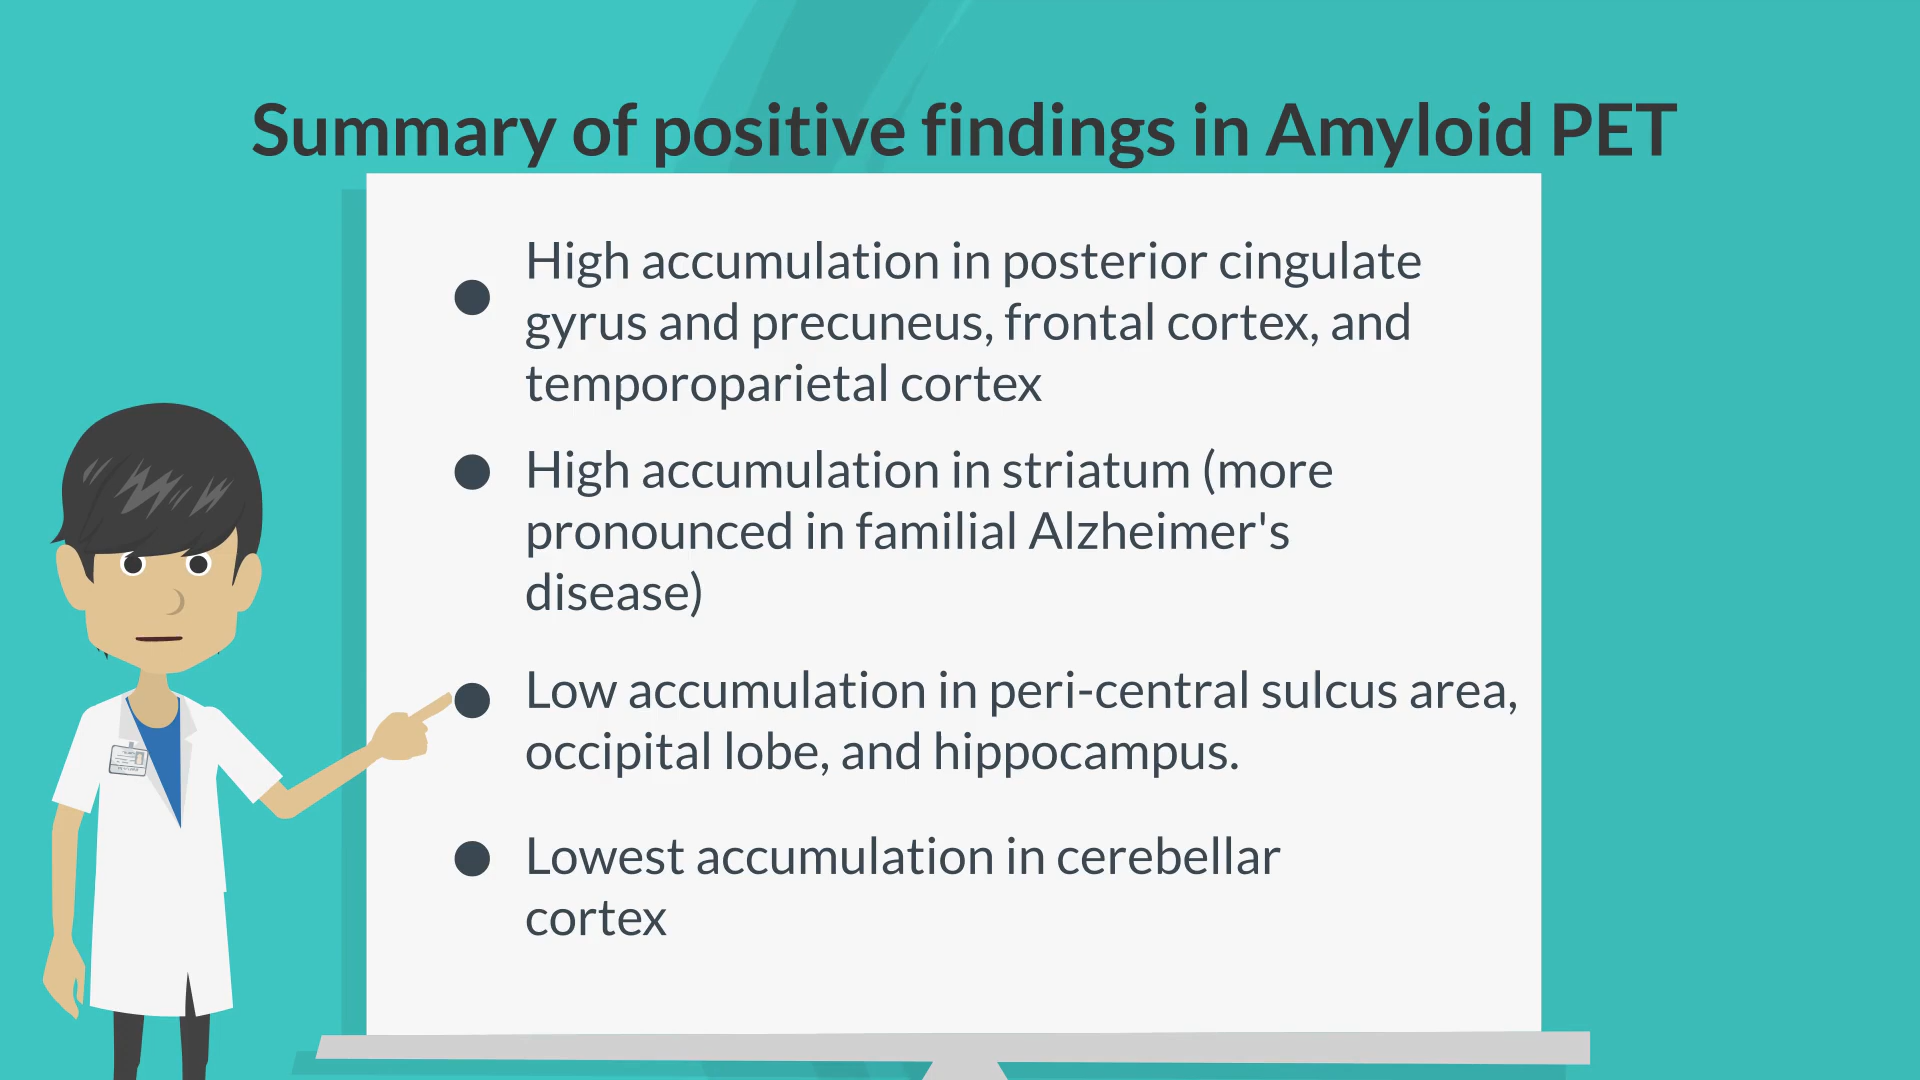 Summary of positive findings in Amyloid PET
High accumulation in posterior cingulate
gyrus and precuneus, frontal cortex, and
temporoparietal cortex
High accumulation in striatum (more
pronounced in familial Alzheimer's
disease)
Low accumulation in peri-central sulcus area,
occipital lobe, and hippocampus.
Lowest accumulation in cerebellar
cortex